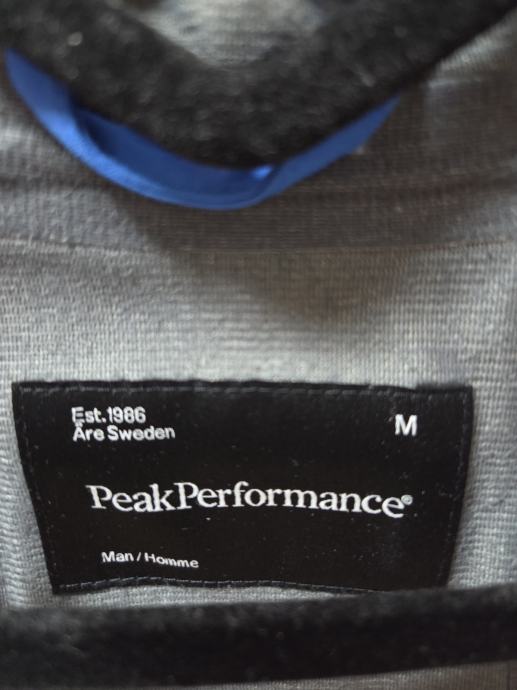 Est.1986
Åre Sweden
M
PeakPerformance®
Man / Homme